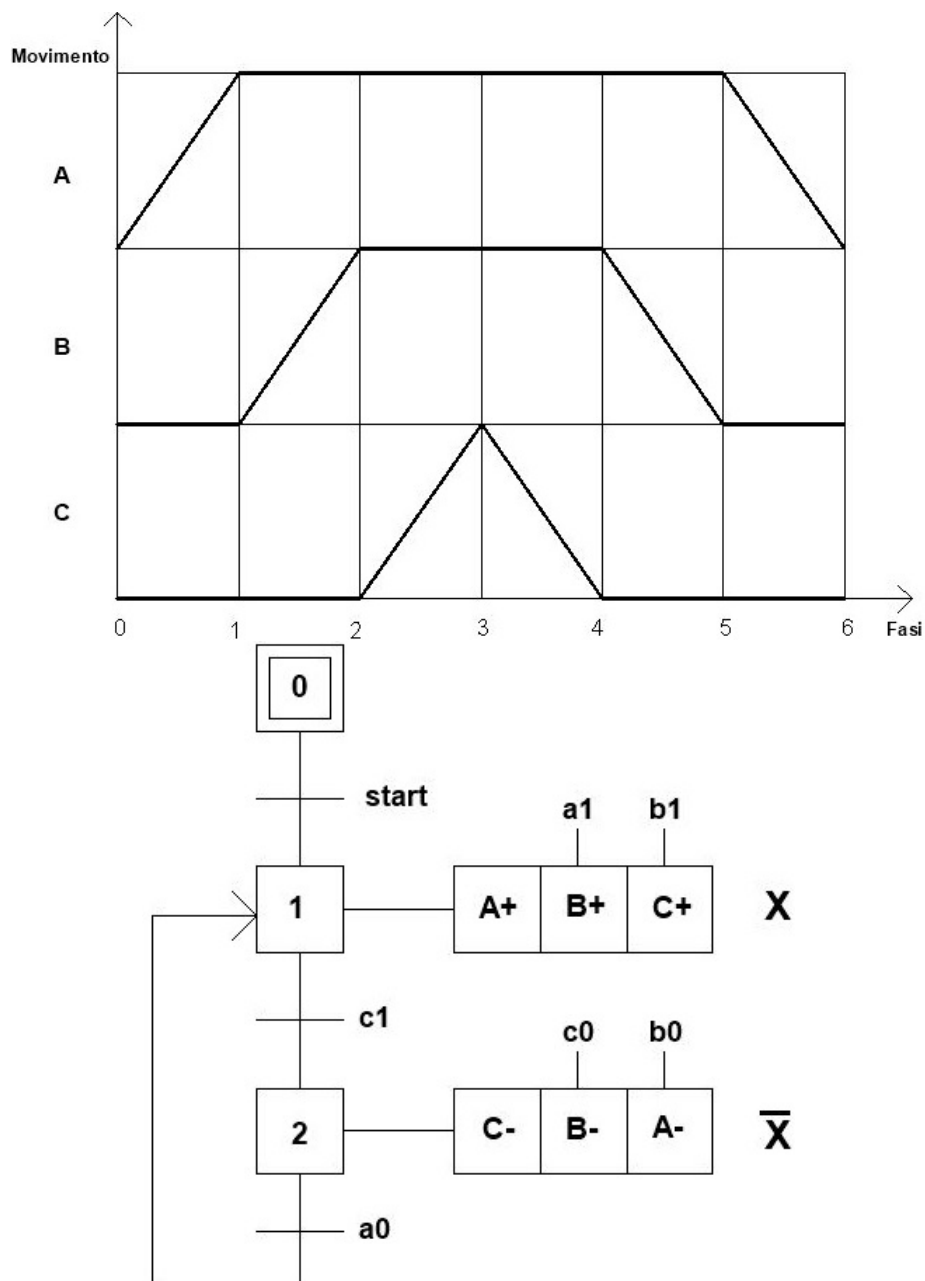 Movimento
A
B
C
0 1 2 3 4 5 6 Fasi
0
start
a1 b1
1 A+ B+ C+ X
c1
c0 b0
2 C- B- A- X̅
a0